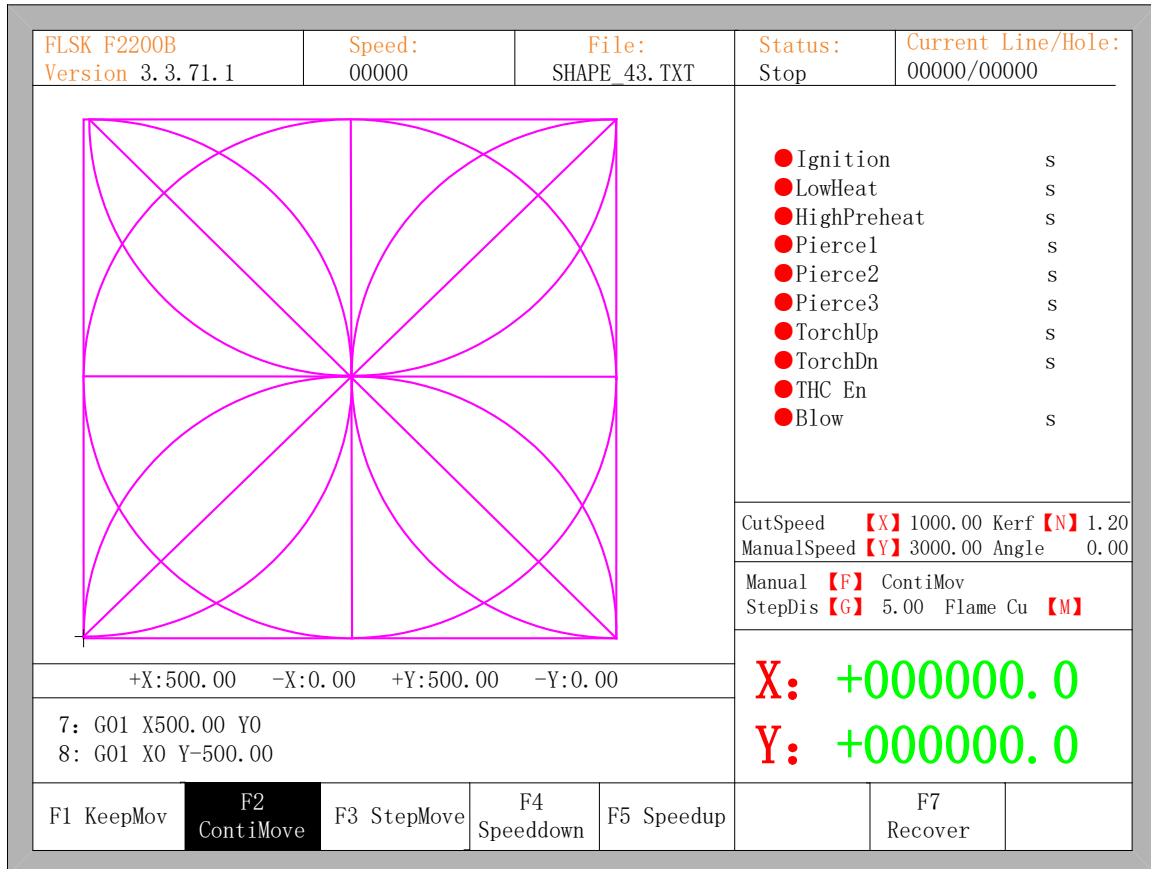 FLSK F2200B
Version 3.3.71.1
Speed:
00000
File:
SHAPE_43.TXT
Status:
Stop
Current Line/Hole:
00000/00000
Ignition s
LowHeat s
HighPreheat s
Pierce1 s
Pierce2 s
Pierce3 s
TorchUp s
TorchDn s
THC En
Blow s
CutSpeed 【X】 1000.00 Kerf 【N】 1.20
ManualSpeed 【Y】 3000.00 Angle 0.00
Manual 【F】 ContiMov
StepDis 【G】 5.00 Flame Cu 【M】
+X:500.00 -X:0.00 +Y:500.00 -Y:0.00
7: G01 X500.00 Y0
8: G01 X0 Y-500.00
X: +000000.0
Y: +000000.0
F1 KeepMov
F2
ContiMove
F3 StepMove
F4
Speeddown
F5 Speedup
F7
Recover